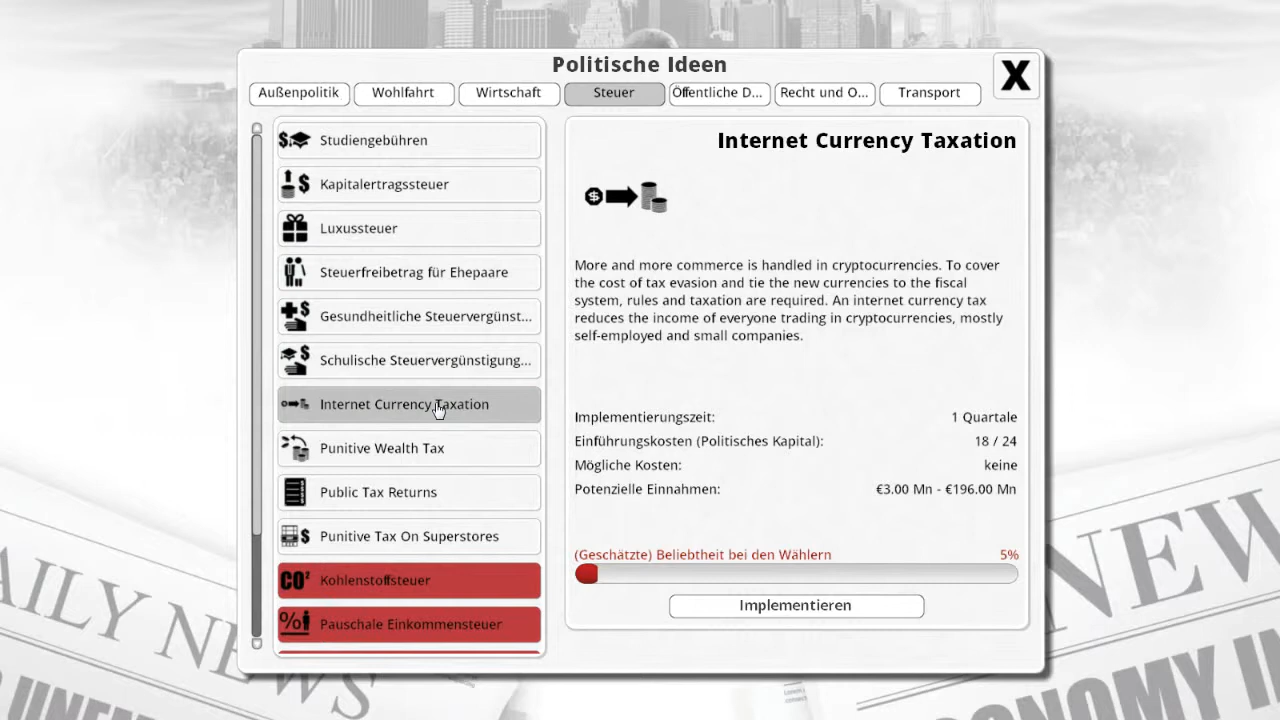 Politische Ideen
X
Außenpolitik
Wohlfahrt
Wirtschaft
Steuer
Öffentliche D...
Recht und O...
Transport
Studiengebühren
Kapitalertragssteuer
Luxussteuer
Steuerfreibetrag für Ehepaare
Gesundheitliche Steuervergünst...
Schulische Steuervergünstigung...
Internet Currency Taxation
Punitive Wealth Tax
Public Tax Returns
Punitive Tax On Superstores
CO² Kohlenstoffsteuer
% Pauschale Einkommensteuer
Internet Currency Taxation
More and more commerce is handled in cryptocurrencies. To cover
the cost of tax evasion and tie the new currencies to the fiscal
system, rules and taxation are required. An internet currency tax
reduces the income of everyone trading in cryptocurrencies, mostly
self-employed and small companies.
Implementierungszeit: 1 Quartale
Einführungskosten (Politisches Kapital): 18 / 24
Mögliche Kosten: keine
Potenzielle Einnahmen: €3.00 Mn - €196.00 Mn
(Geschätzte) Beliebtheit bei den Wählern 5%
Implementieren
AILY NEWS
NEW
ONOMY I